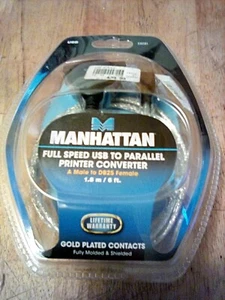 MANHATTAN
FULL SPEED USB TO PARALLEL
PRINTER CONVERTER
A Male to DB25 Female
1.8 m / 6 ft.
LIFETIME
WARRANTY
GOLD PLATED CONTACTS
Fully Molded & Shielded